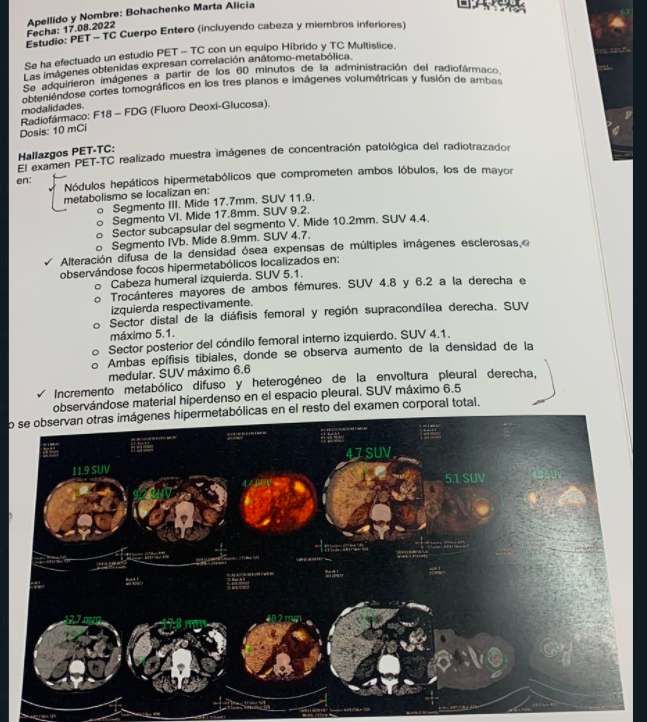 Apellido y Nombre: Bohachenko Marta Alicia
Fecha: 17.08.2022
Estudio: PET – TC Cuerpo Entero (incluyendo cabeza y miembros inferiores)
Se ha efectuado un estudio PET – TC con un equipo Híbrido y TC Multislice.
Las imágenes obtenidas expresan correlación anátomo-metabólica.
Se adquirieron imágenes a partir de los 60 minutos de la administración del radiofármaco,
obteniéndose cortes tomográficos en los tres planos e imágenes volumétricas y fusión de ambas
modalidades.
Radiofármaco: F18 – FDG (Fluoro Deoxi-Glucosa).
Dosis: 10 mCi
Hallazgos PET-TC:
El examen PET-TC realizado muestra imágenes de concentración patológica del radiotrazador
en:
✓ Nódulos hepáticos hipermetabólicos que comprometen ambos lóbulos, los de mayor
metabolismo se localizan en:
o Segmento III. Mide 17.7mm. SUV 11.9.
o Segmento VI. Mide 17.8mm. SUV 9.2.
o Sector subcapsular del segmento V. Mide 10.2mm. SUV 4.4.
o Segmento IVb. Mide 8.9mm. SUV 4.7.
✓ Alteración difusa de la densidad ósea expensas de múltiples imágenes esclerosas,
observándose focos hipermetabólicos localizados en:
o Cabeza humeral izquierda. SUV 5.1.
o Trocánteres mayores de ambos fémures. SUV 4.8 y 6.2 a la derecha e
izquierda respectivamente.
o Sector distal de la diáfisis femoral y región supracondílea derecha. SUV
máximo 5.1.
o Sector posterior del cóndilo femoral interno izquierdo. SUV 4.1.
o Ambas epífisis tibiales, donde se observa aumento de la densidad de la
medular. SUV máximo 6.6
✓ Incremento metabólico difuso y heterogéneo de la envoltura pleural derecha,
observándose material hiperdenso en el espacio pleural. SUV máximo 6.5
o se observan otras imágenes hipermetabólicas en el resto del examen corporal total.
11.9 SUV
9.2 SUV
4.4 SUV
4.7 SUV
5.1 SUV
17.7 mm
17.8 mm
10.2 mm